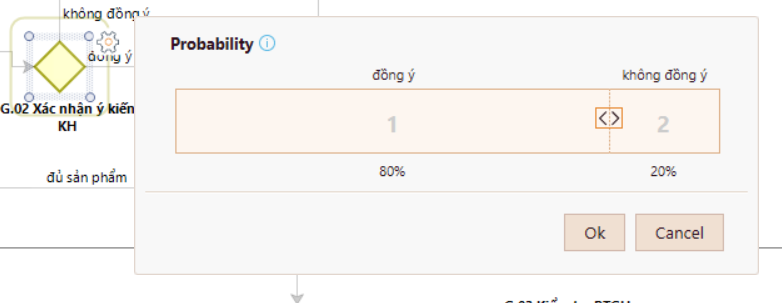 không đồng ý
đồng ý
G.02 Xác nhận ý kiến
KH
đủ sản phẩm
Probability
đồng ý không đồng ý
1 2
80% 20%
Ok Cancel